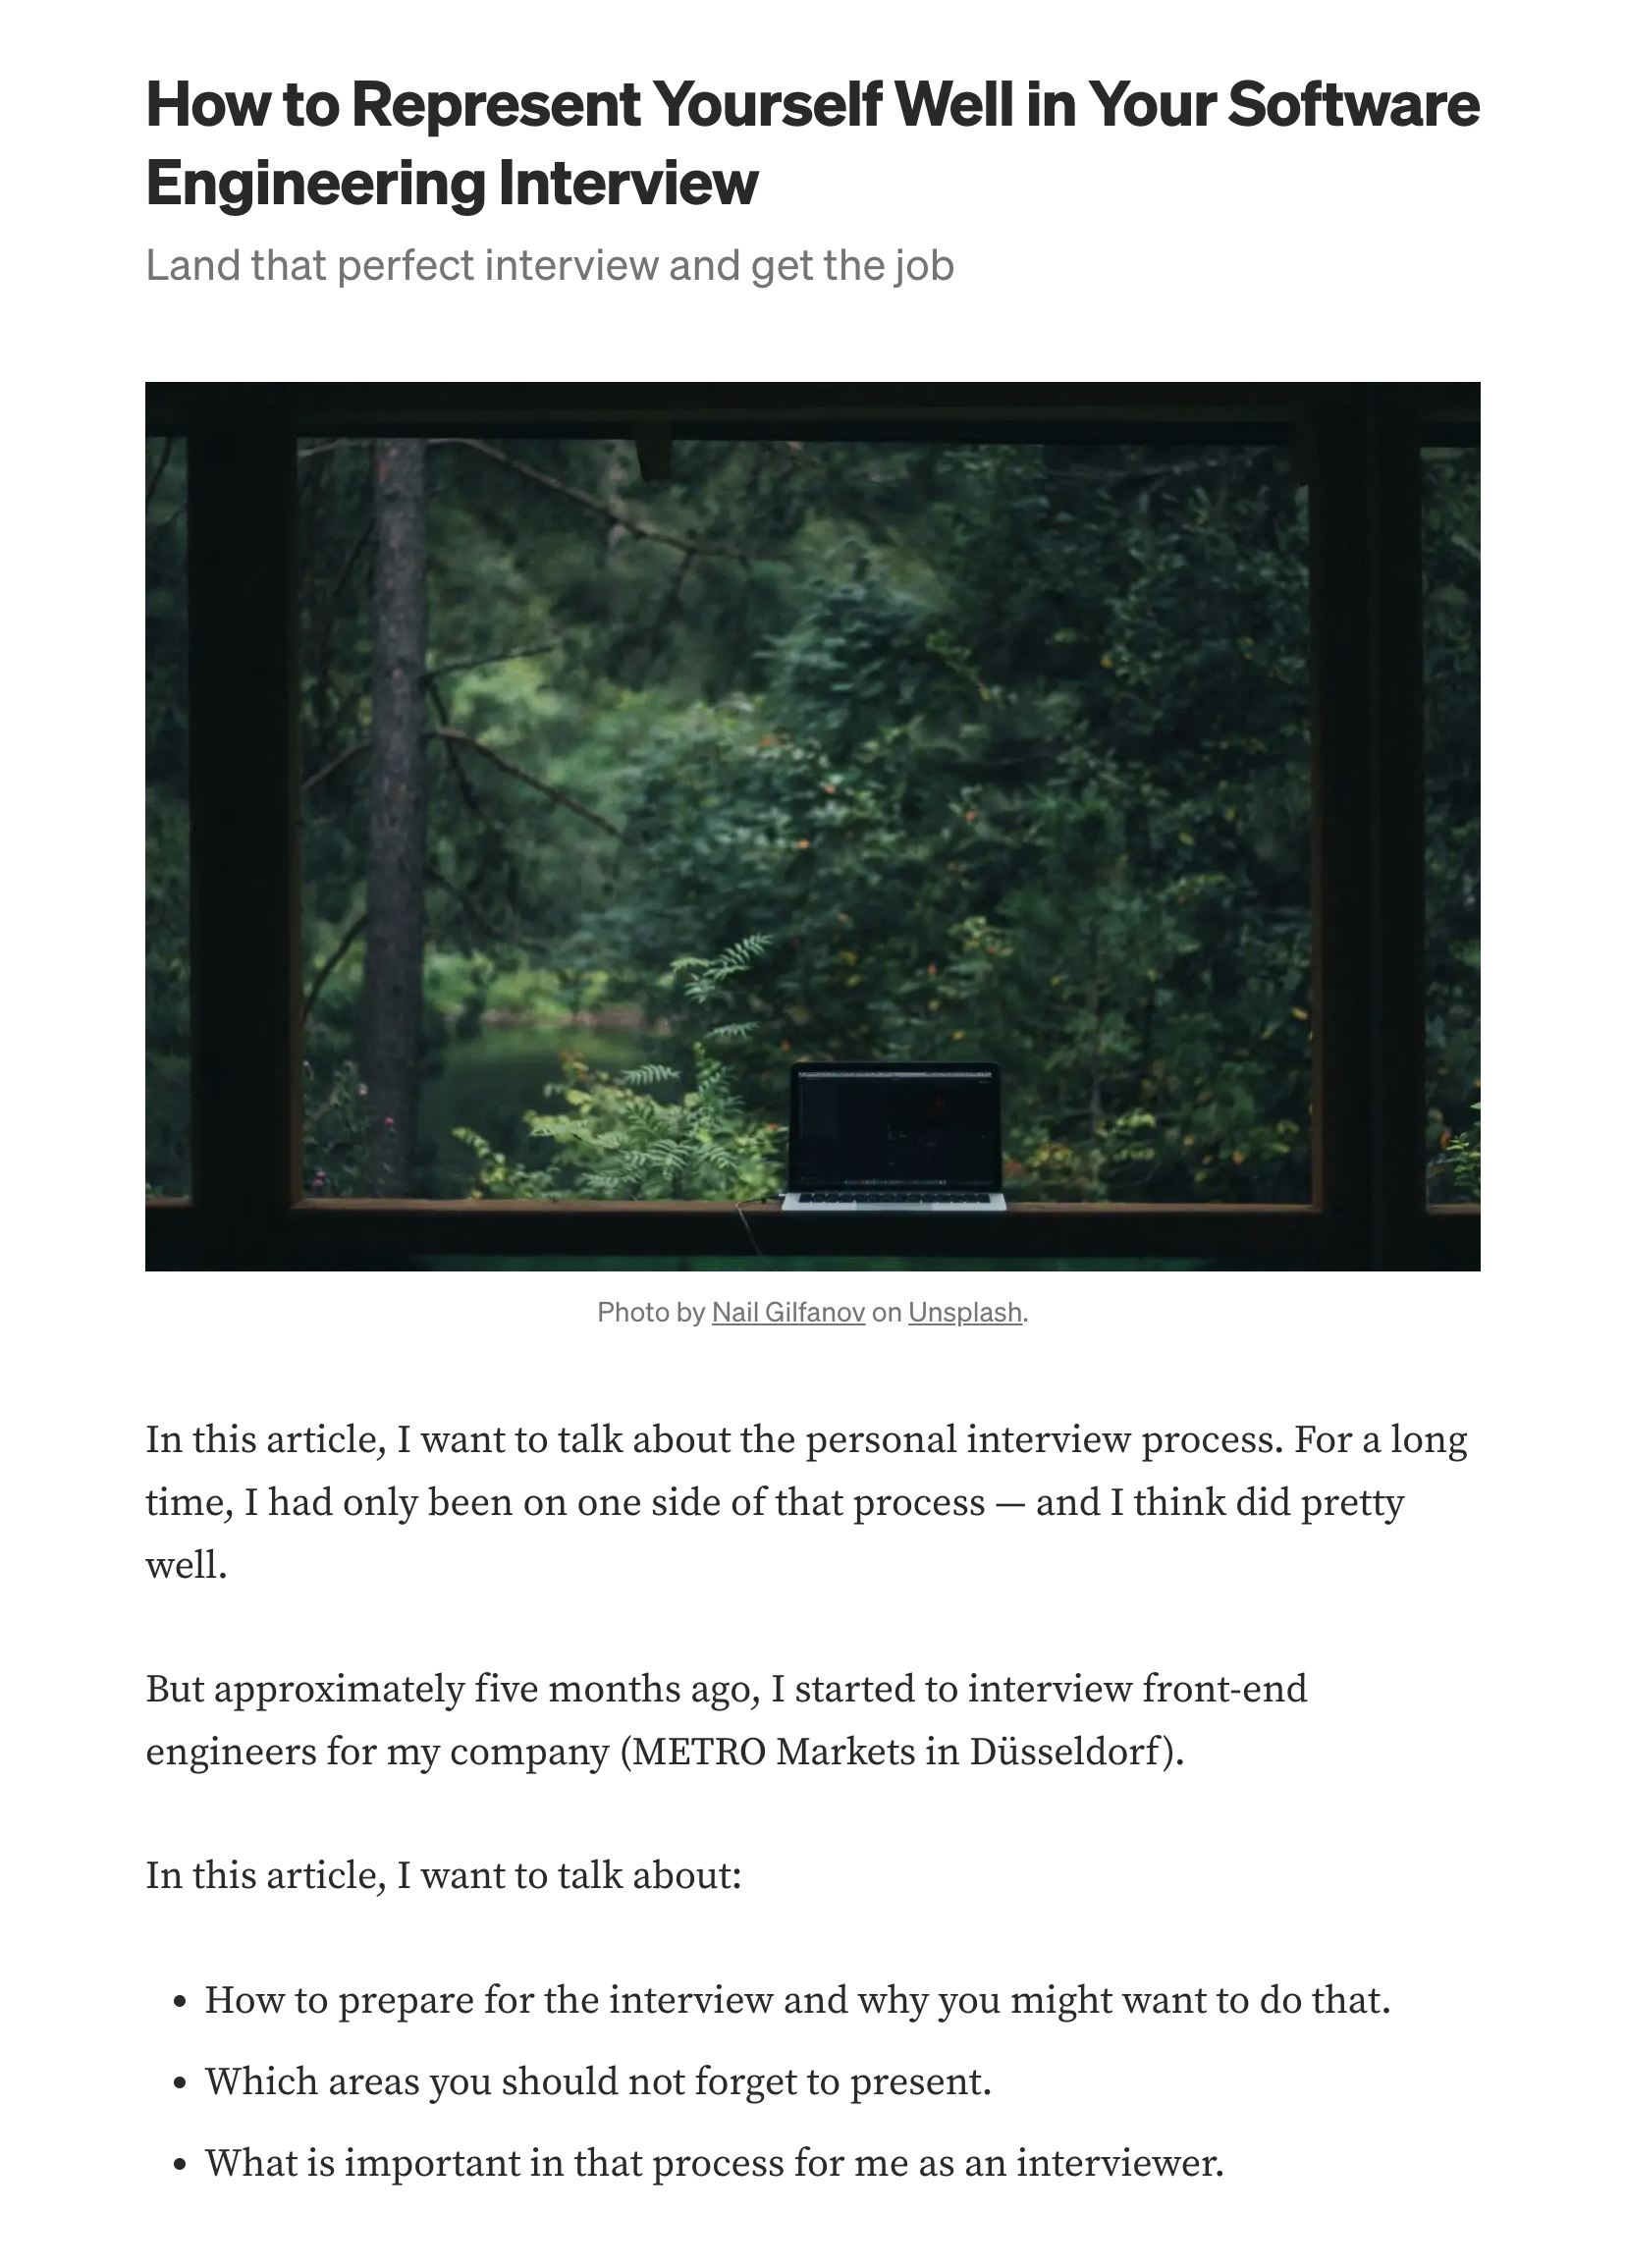 How to Represent Yourself Well in Your Software
Engineering Interview
Land that perfect interview and get the job
Photo by Nail Gilfanov on Unsplash.
In this article, I want to talk about the personal interview process. For a long
time, I had only been on one side of that process — and I think did pretty
well.
But approximately five months ago, I started to interview front-end
engineers for my company (METRO Markets in Düsseldorf).
In this article, I want to talk about:
• How to prepare for the interview and why you might want to do that.
• Which areas you should not forget to present.
• What is important in that process for me as an interviewer.